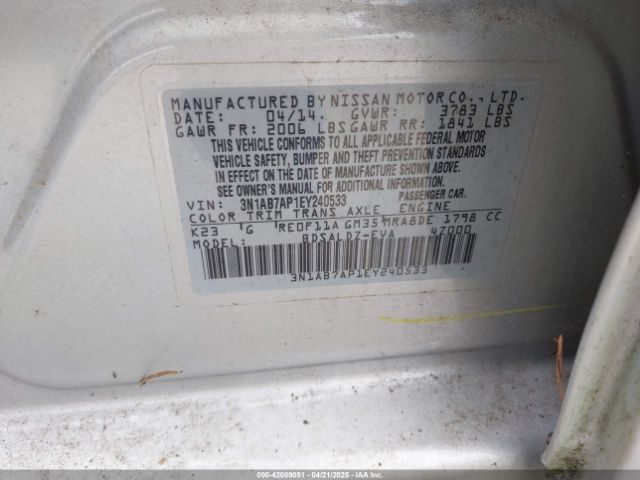 MANUFACTURED BY NISSAN MOTOR CO., LTD.
DATE: 04/14. GVWR: 3783 LBS
GAWR FR: 2006 LBS GAWR RR: 1841 LBS
THIS VEHICLE CONFORMS TO ALL APPLICABLE FEDERAL MOTOR
VEHICLE SAFETY, BUMPER AND THEFT PREVENTION STANDARDS
IN EFFECT ON THE DATE OF MANUFACTURE SHOWN ABOVE.
SEE OWNER'S MANUAL FOR ADDITIONAL INFORMATION.
VIN: 3N1AB7AP1EY240533 PASSENGER CAR.
COLOR TRIM TRANS AXLE ENGINE
K23 G RE0F11A GM35 MRA8DE 1798 CC
MODEL: BDSALDZ-EVA 4Z000
3N1AB7AP1EY240533
000-42089051 - 04/21/2025 - IAAI.COM